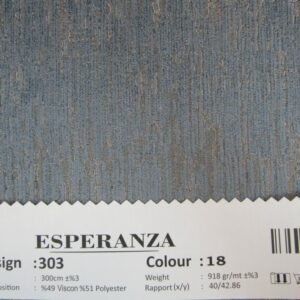 ESPERANZA
sign :303 Colour :18
: 300cm ±%3 Weight : 918 gr/mt ±%3
osition : %49 Viscon %51 Polyester Rapport (x/y) : 40/42.86